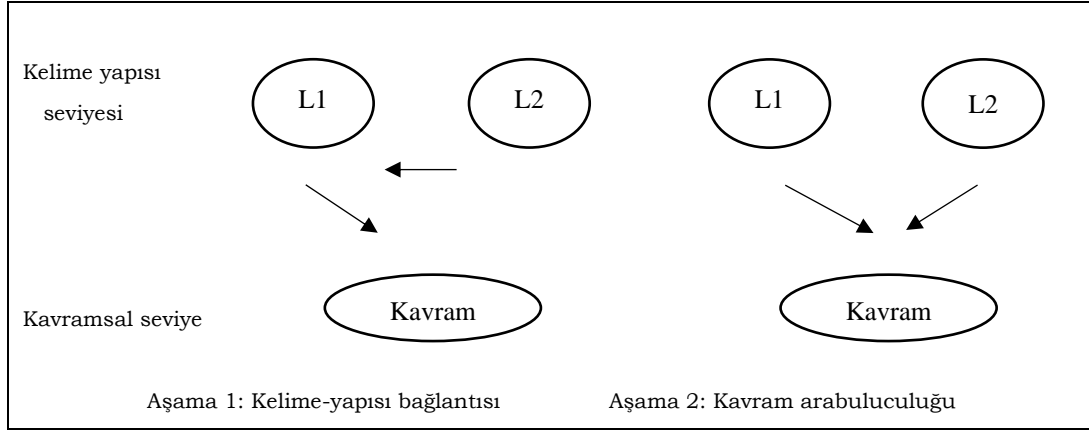 Kelime yapısı
seviyesi
L1
L2
L1
L2
Kavramsal seviye
Kavram
Kavram
Aşama 1: Kelime-yapısı bağlantısı
Aşama 2: Kavram arabuluculuğu